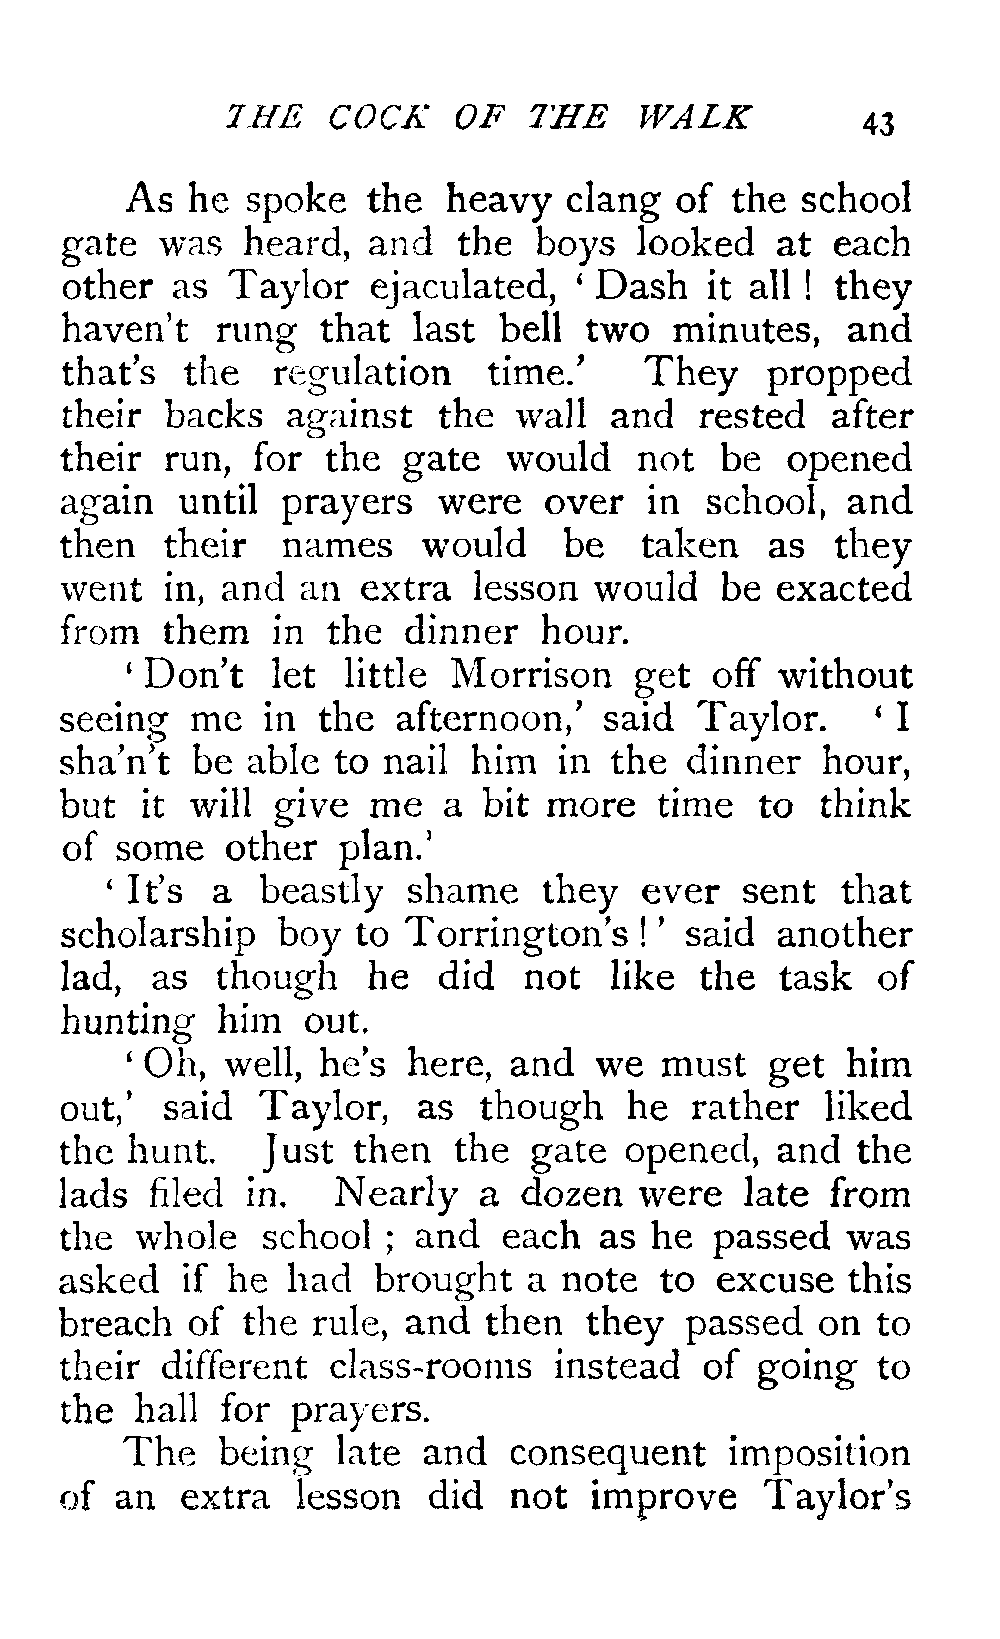 THE COCK OF THE WALK 43
As he spoke the heavy clang of the school
gate was heard, and the boys looked at each
other as Taylor ejaculated, ‘ Dash it all ! they
haven’t rung that last bell two minutes, and
that’s the regulation time.’ They propped
their backs against the wall and rested after
their run, for the gate would not be opened
again until prayers were over in school, and
then their names would be taken as they
went in, and an extra lesson would be exacted
from them in the dinner hour.
‘ Don’t let little Morrison get off without
seeing me in the afternoon,’ said Taylor. ‘ I
sha’n’t be able to nail him in the dinner hour,
but it will give me a bit more time to think
of some other plan.’
‘ It’s a beastly shame they ever sent that
scholarship boy to Torrington’s ! ’ said another
lad, as though he did not like the task of
hunting him out.
‘ Oh, well, he’s here, and we must get him
out,’ said Taylor, as though he rather liked
the hunt. Just then the gate opened, and the
lads filed in. Nearly a dozen were late from
the whole school ; and each as he passed was
asked if he had brought a note to excuse this
breach of the rule, and then they passed on to
their different class-rooms instead of going to
the hall for prayers.
The being late and consequent imposition
of an extra lesson did not improve Taylor’s